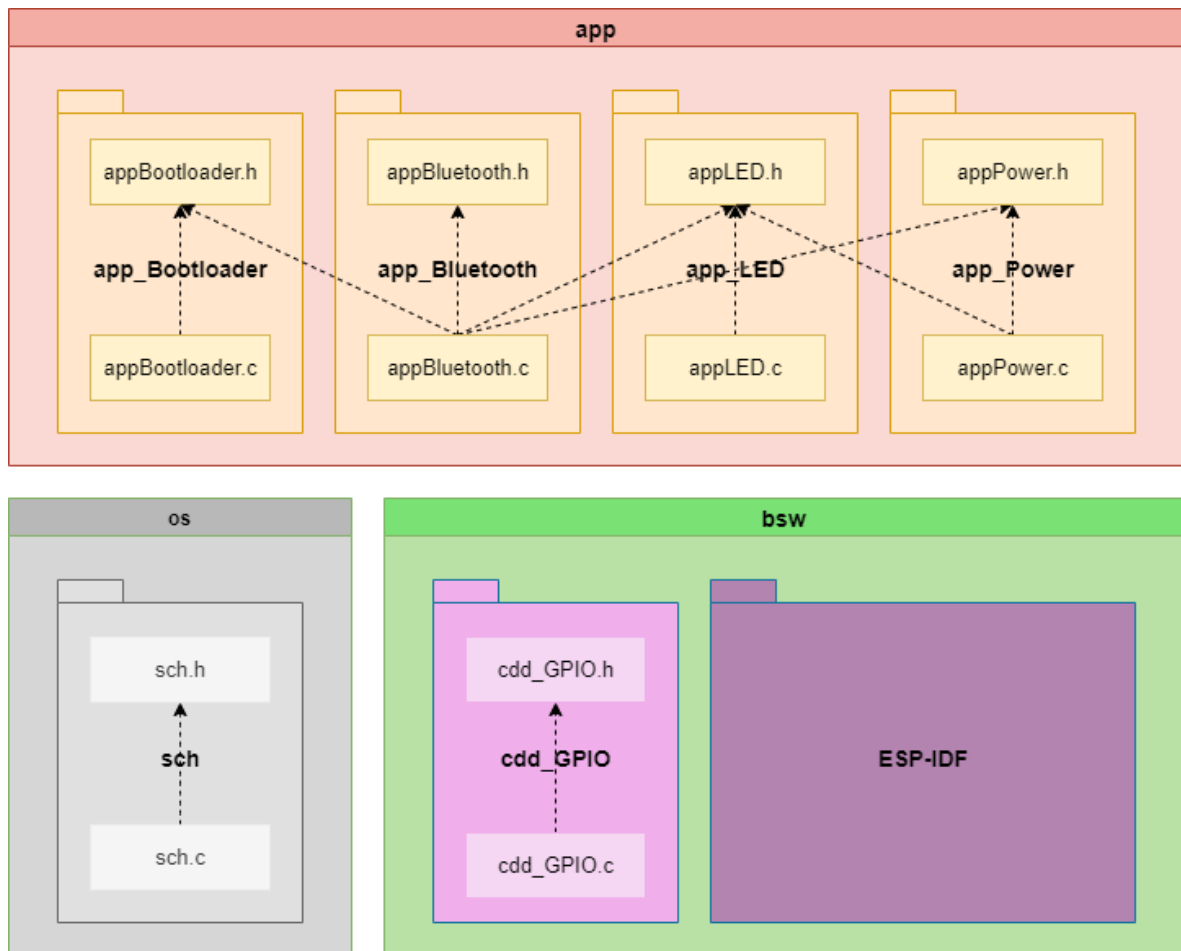 app
appBootloader.h
appBluetooth.h
appLED.h
appPower.h
app_Bootloader
app_Bluetooth
app_LED
app_Power
appBootloader.c
appBluetooth.c
appLED.c
appPower.c
os
bsw
sch.h
cdd_GPIO.h
sch
cdd_GPIO
ESP-IDF
sch.c
cdd_GPIO.c